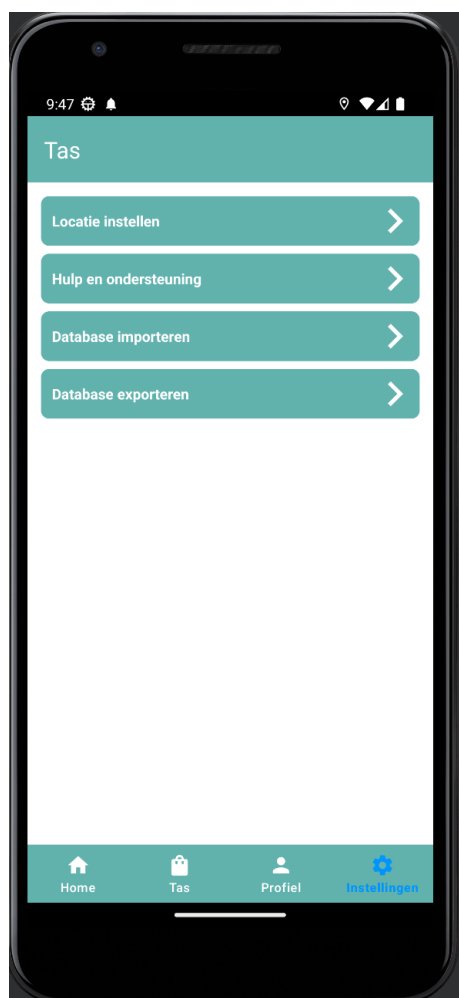 9:47
Tas
Locatie instellen
Hulp en ondersteuning
Database importeren
Database exporteren
Home
Tas
Profiel
Instellingen